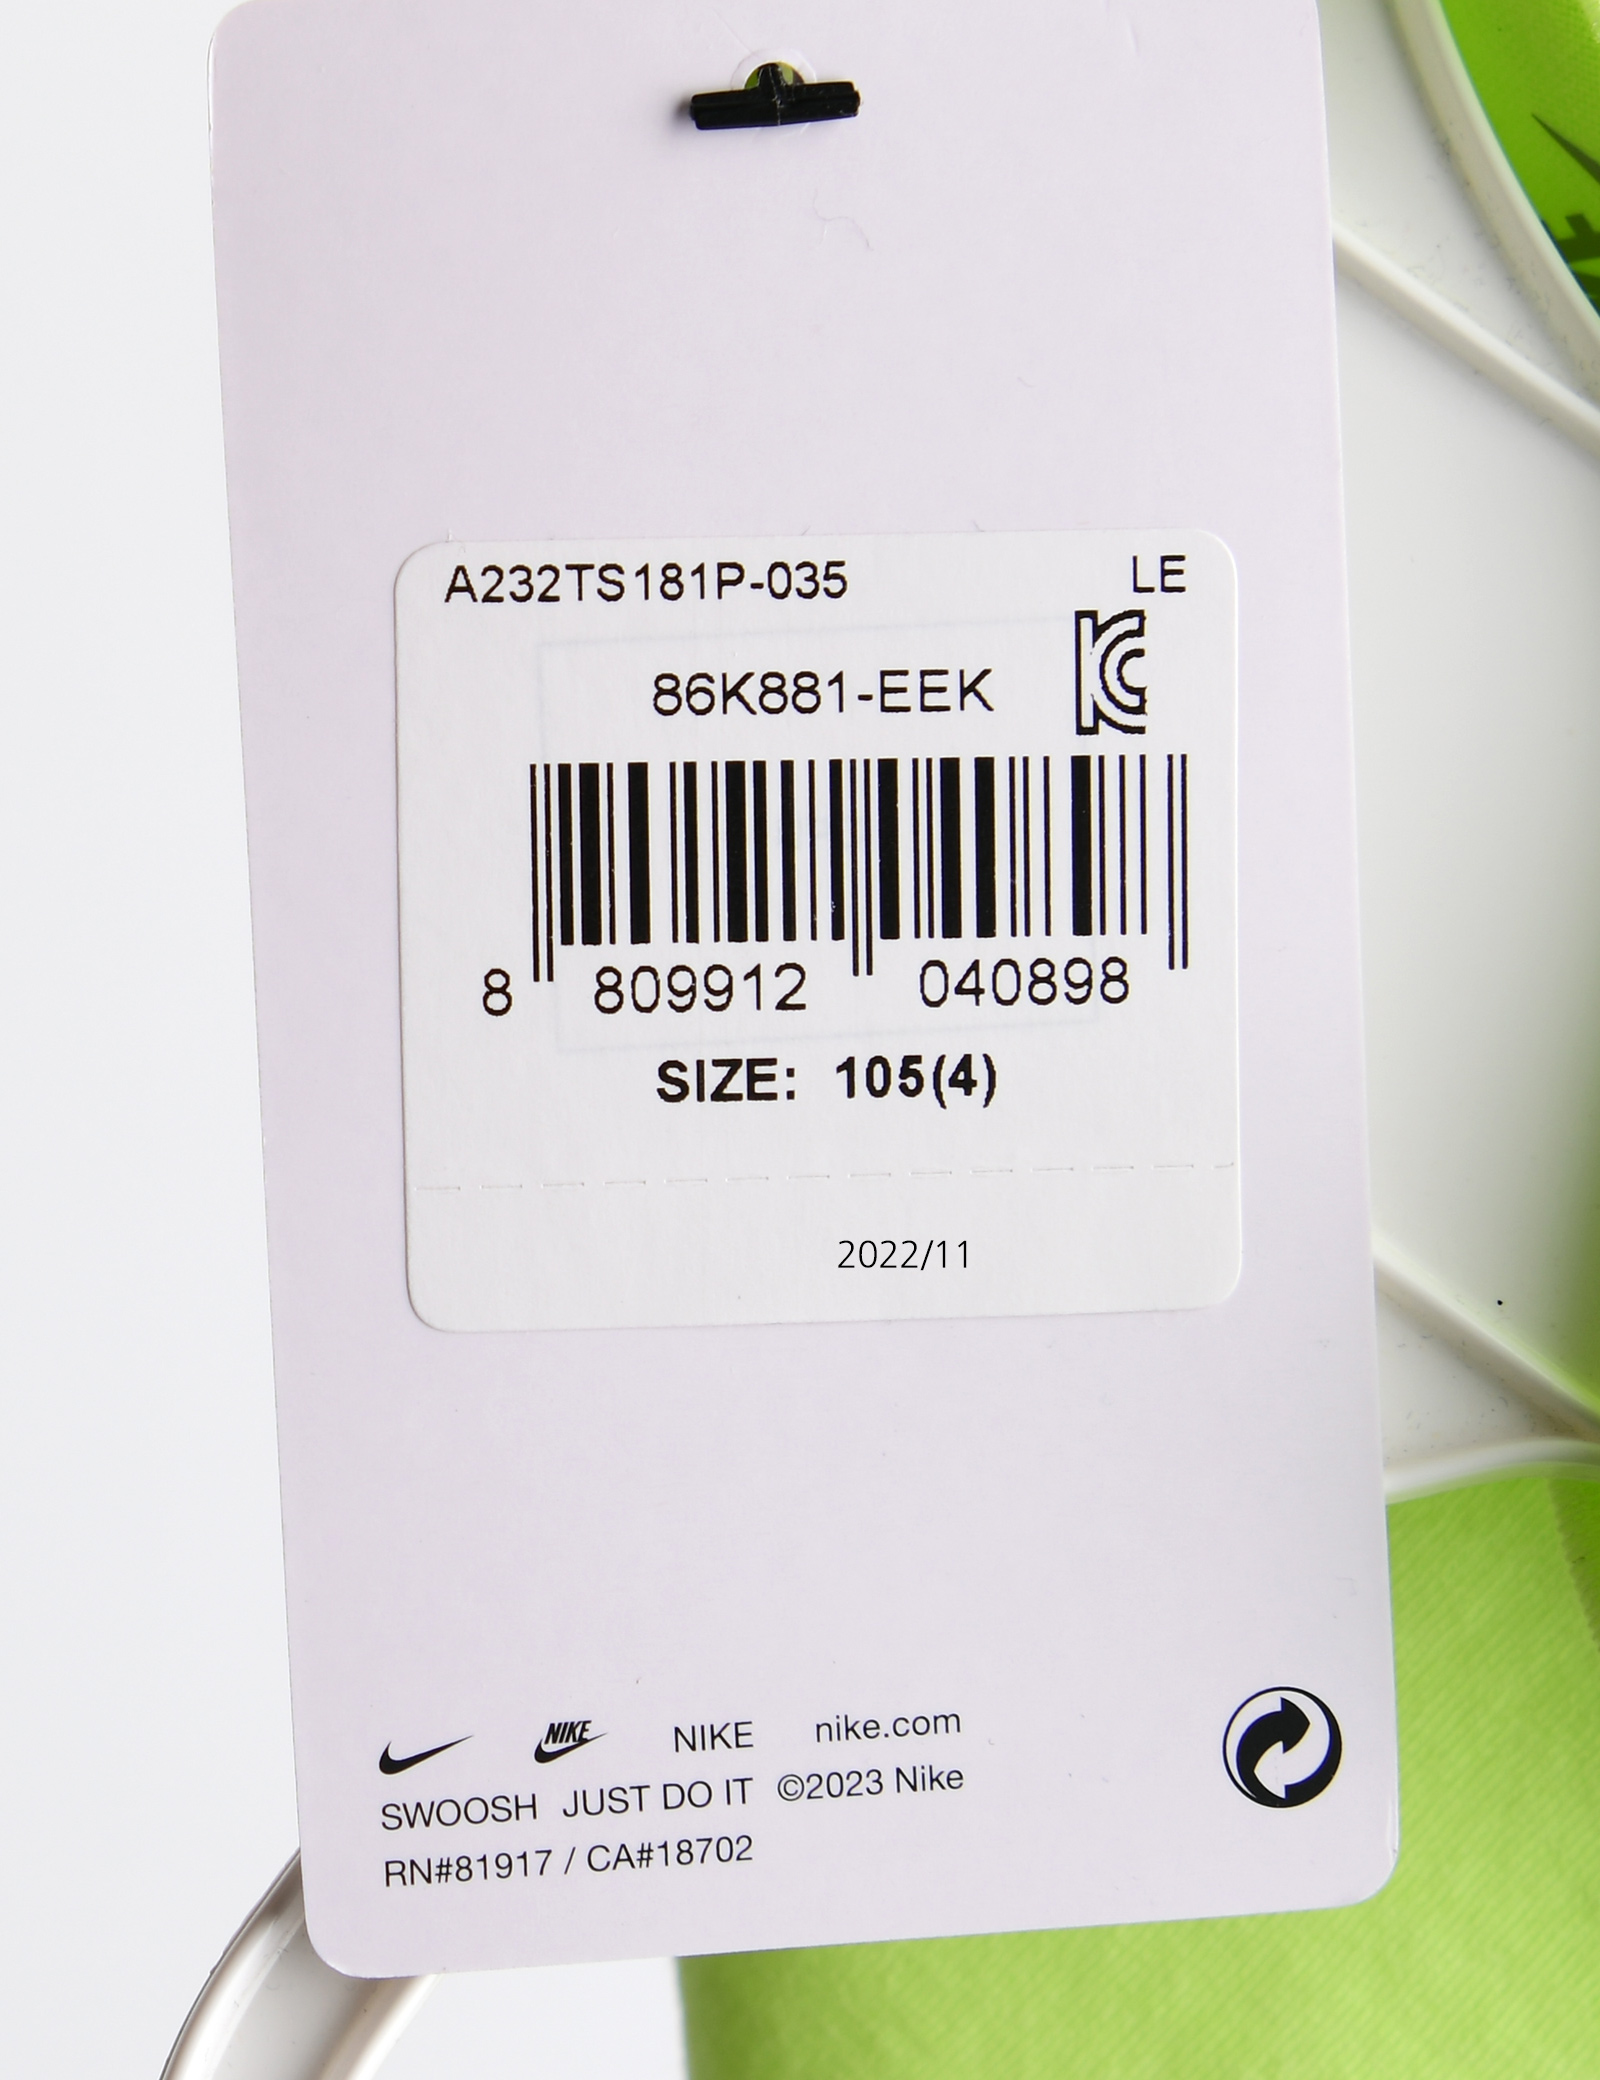 A232TS181P-035 LE
86K881-EEK
8 809912 040898
SIZE: 105(4)
2022/11
NIKE NIKE nike.com
SWOOSH JUST DO IT ©2023 Nike
RN#81917 / CA#18702